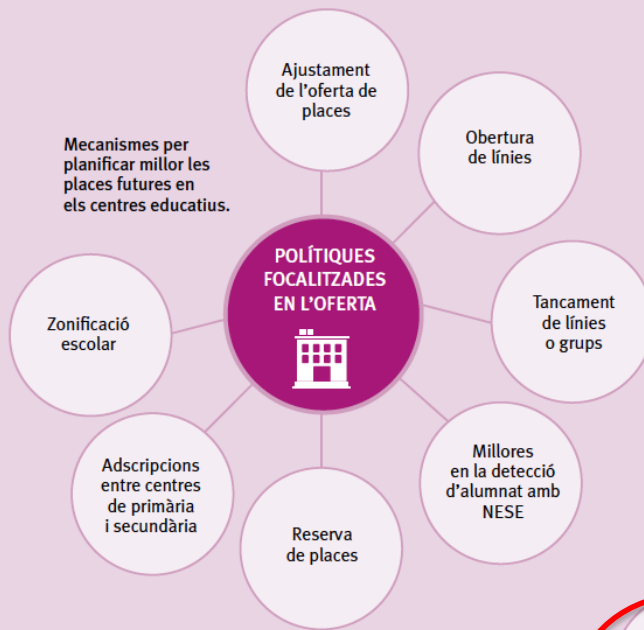 Ajustament
de l'oferta de
places
Obertura
de línies
Mecanismes per
planificar millor les
places futures en
els centres educatius.
POLÍTIQUES
FOCALITZADES
EN L'OFERTA
Zonificació
escolar
Tancament
de línies
o grups
Adscripcions
entre centres
de primària
i secundària
Millores
en la detecció
d'alumnat amb
NESE
Reserva
de places